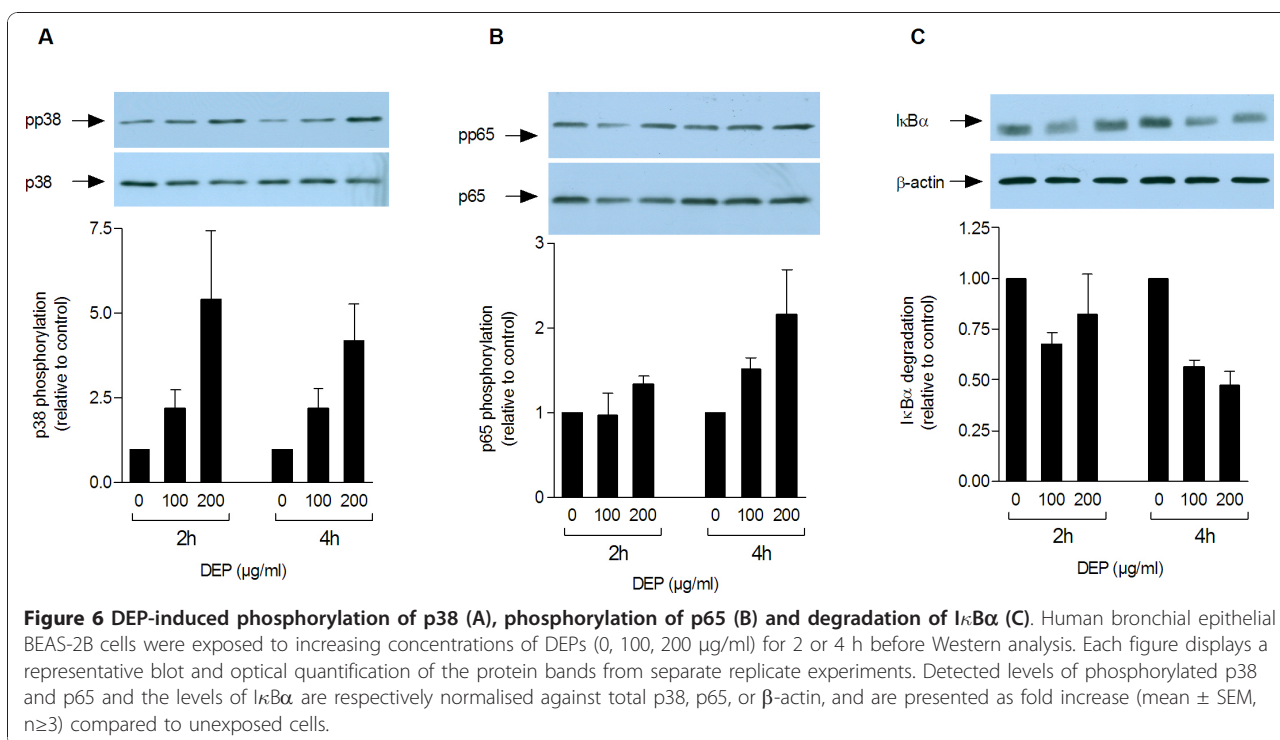 A
B
C
pp38
p38
pp65
p65
IκBα
β-actin
p38 phosphorylation
(relative to control)
7.5
5.0
2.5
0.0
0 100 200 0 100 200
2h 4h
DEP (µg/ml)
p65 phosphorylation
(relative to control)
3
2
1
0
0 100 200 0 100 200
2h 4h
DEP (µg/ml)
IκBα degradation
(relative to control)
1.25
1.00
0.75
0.50
0.25
0.00
0 100 200 0 100 200
2h 4h
DEP (µg/ml)
Figure 6 DEP-induced phosphorylation of p38 (A), phosphorylation of p65 (B) and degradation of IκBα (C). Human bronchial epithelial
BEAS-2B cells were exposed to increasing concentrations of DEPs (0, 100, 200 µg/ml) for 2 or 4 h before Western analysis. Each figure displays a
representative blot and optical quantification of the protein bands from separate replicate experiments. Detected levels of phosphorylated p38
and p65 and the levels of IκBα are respectively normalised against total p38, p65, or β-actin, and are presented as fold increase (mean ± SEM,
n≥3) compared to unexposed cells.